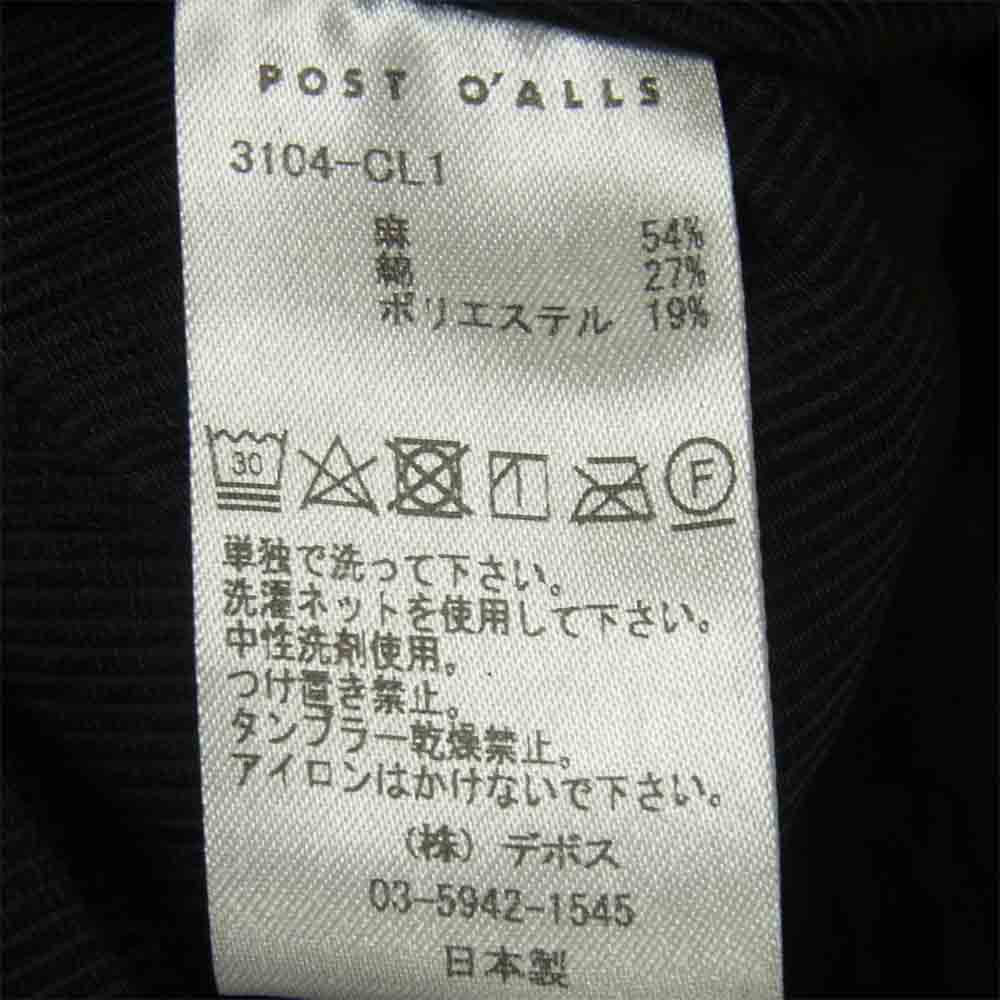 POST O'ALLS
3104-CL1
麻 54%
綿 27%
ポリエステル 19%
30 F
単独で洗って下さい。
洗濯ネットを使用して下さい。
中性洗剤使用。
つけ置き禁止。
タンブラー乾燥禁止。
アイロンはかけないで下さい。
(株) デボス
03-5942-1545
日本製